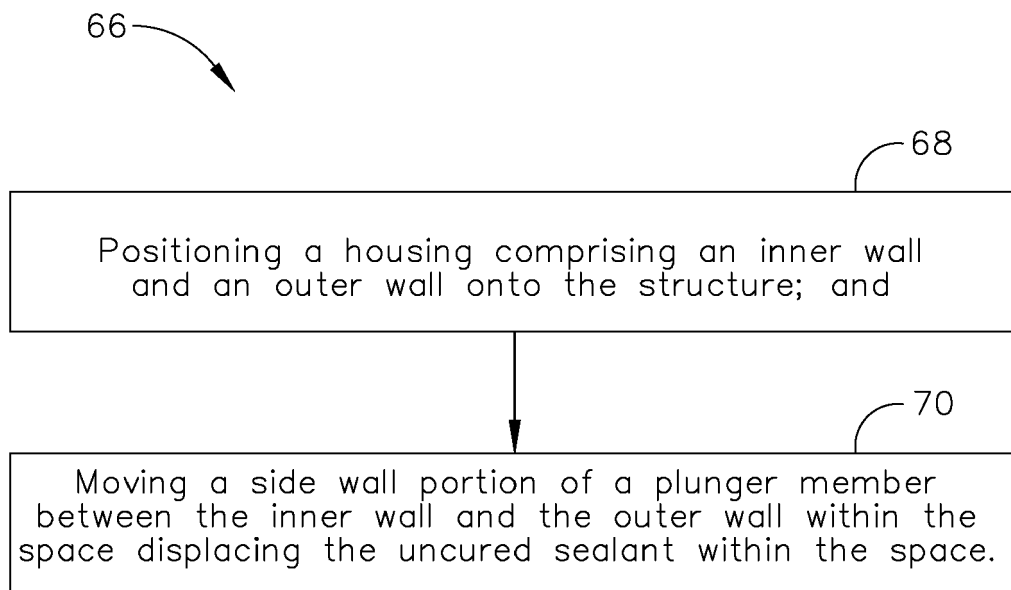 66
68
Positioning a housing comprising an inner wall
and an outer wall onto the structure; and
70
Moving a side wall portion of a plunger member
between the inner wall and the outer wall within the
space displacing the uncured sealant within the space.